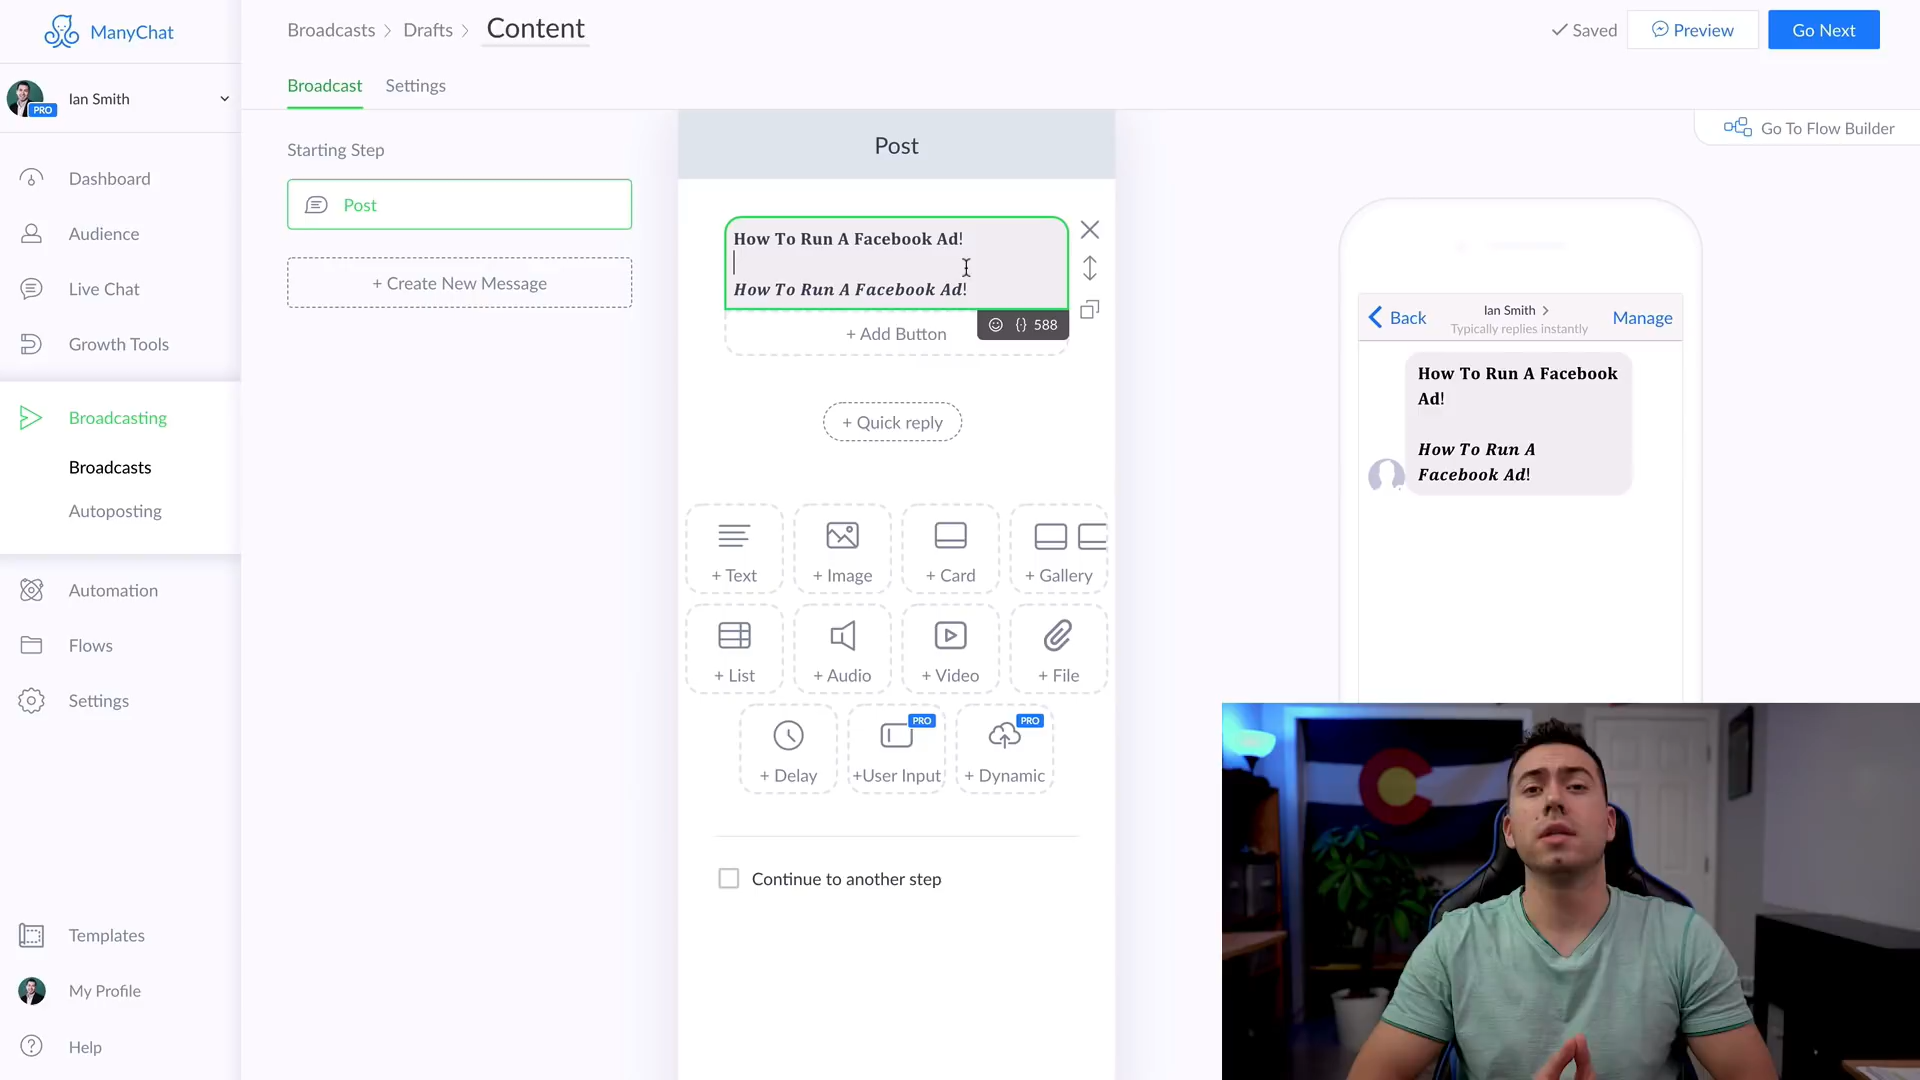 ManyChat
Broadcasts
Drafts
Content
Saved
Preview
Go Next
PRO
Ian Smith
Broadcast
Settings
Go To Flow Builder
Starting Step
Post
+ Create New Message
Dashboard
Audience
Live Chat
Growth Tools
Broadcasting
Broadcasts
Autoposting
Automation
Flows
Settings
Templates
My Profile
Help
Post
How To Run A Facebook Ad!
How To Run A Facebook Ad!
{} 588
+ Add Button
+ Quick reply
+ Text
+ Image
+ Card
+ Gallery
+ List
+ Audio
+ Video
+ File
+ Delay
PRO
+User Input
PRO
+ Dynamic
Continue to another step
Back
Ian Smith
Typically replies instantly
Manage
How To Run A Facebook
Ad!
How To Run A
Facebook Ad!